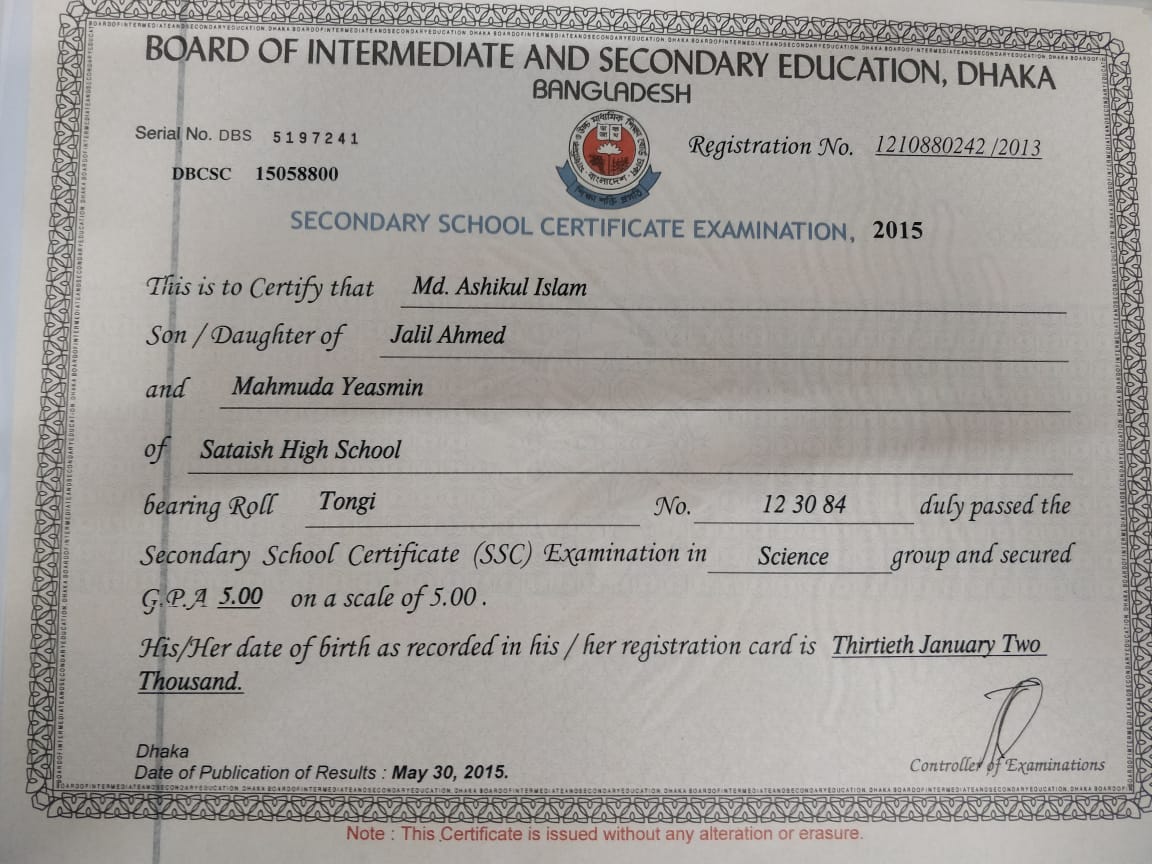 BOARD OF INTERMEDIATE AND SECONDARY EDUCATION, DHAKA
BANGLADESH
Serial No. DBS 5197241
Registration No. 1210880242 /2013
DBCSC 15058800
SECONDARY SCHOOL CERTIFICATE EXAMINATION, 2015
This is to Certify that Md. Ashikul Islam
Son / Daughter of Jalil Ahmed
and Mahmuda Yeasmin
of Sataish High School
bearing Roll Tongi No. 12 30 84 duly passed the
Secondary School Certificate (SSC) Examination in Science group and secured
G.P.A 5.00 on a scale of 5.00 .
His/Her date of birth as recorded in his / her registration card is Thirtieth January Two
Thousand.
Dhaka
Date of Publication of Results : May 30, 2015.
Controller of Examinations
Note : This Certificate is issued without any alteration or erasure.